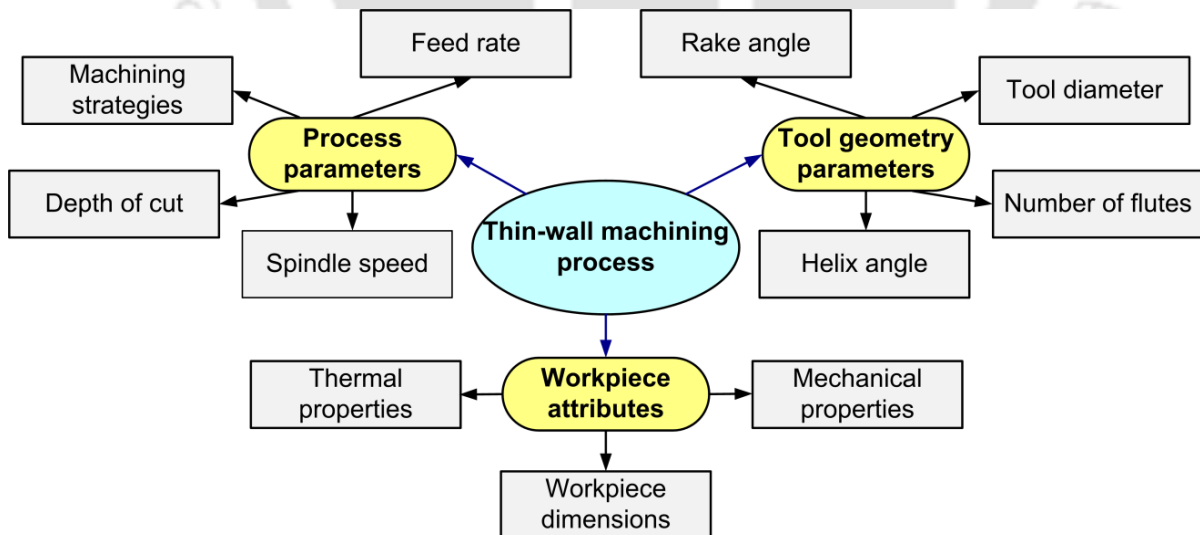 Feed rate
Rake angle
Machining
strategies
Tool diameter
Process
parameters
Tool geometry
parameters
Depth of cut
Number of flutes
Thin-wall machining
process
Spindle speed
Helix angle
Thermal
properties
Workpiece
attributes
Mechanical
properties
Workpiece
dimensions